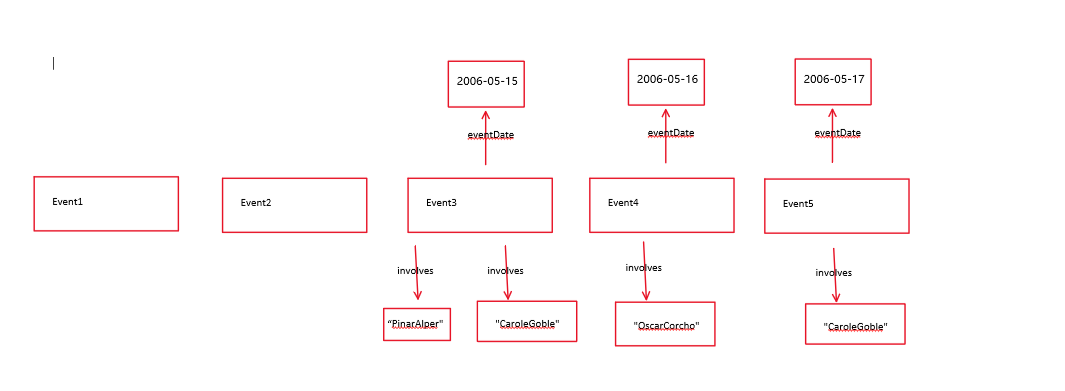 2006-05-15
2006-05-16
2006-05-17
eventDate
eventDate
eventDate
Event1
Event2
Event3
Event4
Event5
involves
involves
involves
involves
“PinarAlper"
"CaroleGoble"
"OscarCorcho"
"CaroleGoble"